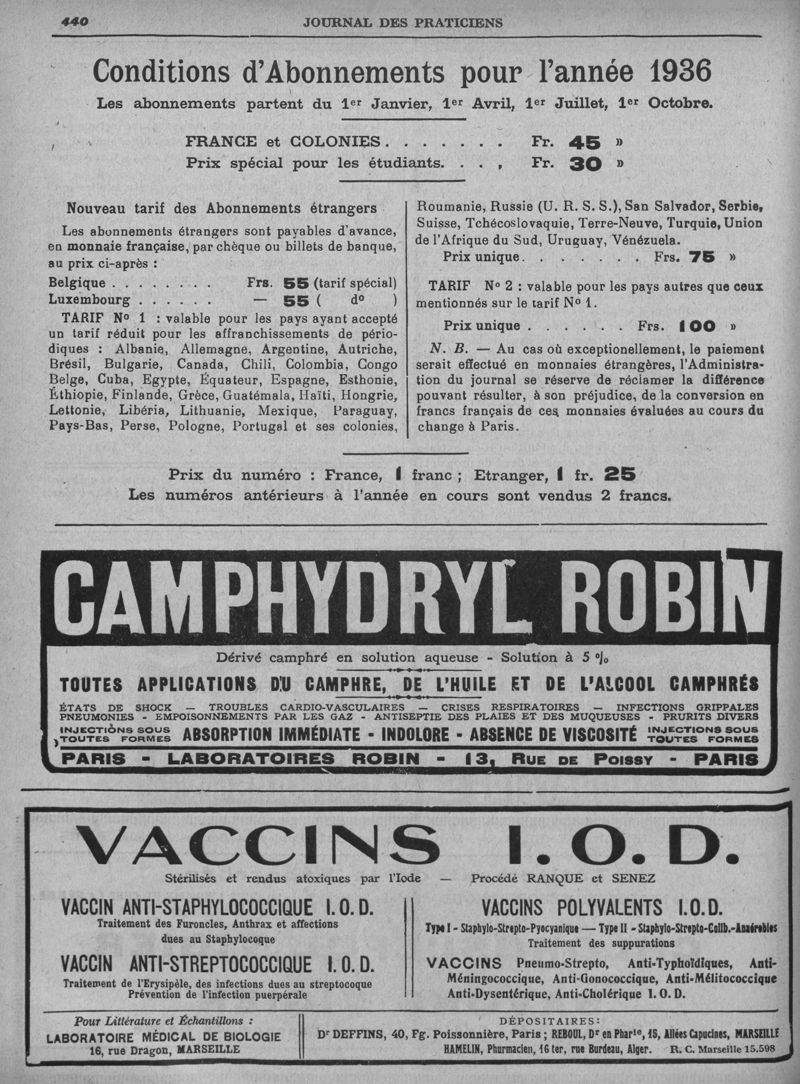 440
JOURNAL DES PRATICIENS
Conditions d'Abonnements pour l'année 1936
Les abonnements partent du 1er Janvier, 1er Avril, 1er Juillet, 1er Octobre.
FRANCE et COLONIES . . . . . . . Fr. 45 »
Prix spécial pour les étudiants. . . , Fr. 30 »
Nouveau tarif des Abonnements étrangers
Les abonnements étrangers sont payables d'avance,
en monnaie française, par chèque ou billets de banque,
au prix ci-après :
Belgique . . . . . . . . Frs. 55 (tarif spécial)
Luxembourg . . . . . . — 55 ( do )
TARIF No 1 : valable pour les pays ayant accepté
un tarif réduit pour les affranchissements de pério-
diques : Albanie, Allemagne, Argentine, Autriche,
Brésil, Bulgarie, Canada, Chili, Colombia, Congo
Belge, Cuba, Egypte, Équateur, Espagne, Esthonie,
Éthiopie, Finlande, Grèce, Guatémala, Haïti, Hongrie,
Lettonie, Libéria, Lithuanie, Mexique, Paraguay,
Pays-Bas, Perse, Pologne, Portugal et ses colonies,
Roumanie, Russie (U. R. S. S.), San Salvador, Serbie,
Suisse, Tchécoslovaquie, Terre-Neuve, Turquie, Union
de l'Afrique du Sud, Uruguay, Vénézuela.
Prix unique. . . . . . . . Frs. 75 »
TARIF No 2 : valable pour les pays autres que ceux
mentionnés sur le tarif No 1.
Prix unique . . . . . . Frs. 100 »
N. B. — Au cas où exceptionellement, le paiement
serait effectué en monnaies étrangères, l'Administra-
tion du journal se réserve de réclamer la différence
pouvant résulter, à son préjudice, de la conversion en
francs français de ces monnaies évaluées au cours du
change à Paris.
Prix du numéro : France, 1 franc ; Etranger, 1 fr. 25
Les numéros antérieurs à l'année en cours sont vendus 2 francs.
CAMPHYDRYL ROBIN
Dérivé camphré en solution aqueuse - Solution à 5 %
TOUTES APPLICATIONS DU CAMPHRE, DE L'HUILE ET DE L'ALCOOL CAMPHRÉS
ÉTATS DE SHOCK — TROUBLES CARDIO-VASCULAIRES — CRISES RESPIRATOIRES — INFECTIONS GRIPPALES
PNEUMONIES - EMPOISONNEMENTS PAR LES GAZ - ANTISEPTIE DES PLAIES ET DES MUQUEUSES - PRURITS DIVERS
INJECTIONS SOUS TOUTES FORMES ABSORPTION IMMÉDIATE - INDOLORE - ABSENCE DE VISCOSITÉ INJECTIONS SOUS TOUTES FORMES
PARIS - LABORATOIRES ROBIN - 13, RUE DE POISSY - PARIS
VACCINS I. O. D.
Stérilisés et rendus atoxiques par l'Iode — Procédé RANQUE et SENEZ
VACCIN ANTI-STAPHYLOCOCCIQUE I. O. D.
Traitement des Furoncles, Anthrax et affections
dues au Staphylocoque
VACCIN ANTI-STREPTOCOCCIQUE I. O. D.
Traitement de l'Erysipèle, des infections dues au streptocoque
Prévention de l'infection puerpérale
VACCINS POLYVALENTS I.O.D.
Type I - Staphylo-Strepto-Pyocyanique — Type II - Staphylo-Strepto-Colib.-Anaérobies
Traitement des suppurations
VACCINS Pneumo-Strepto, Anti-Typhoïdiques, Anti-
Méningococcique, Anti-Gonococcique, Anti-Mélitococcique
Anti-Dysentérique, Anti-Cholérique I. O. D.
Pour Littérature et Échantillons :
LABORATOIRE MÉDICAL DE BIOLOGIE
16, rue Dragon, MARSEILLE
DÉPOSITAIRES:
Dr DEFFINS, 40, Fg. Poissonnière, Paris ; REBOUL, Dr en Pharie, 15, Allées Capucines, MARSEILLE
HAMELIN, Pharmacien, 16 ter, rue Burdeau, Alger. R. C. Marseille 15.598